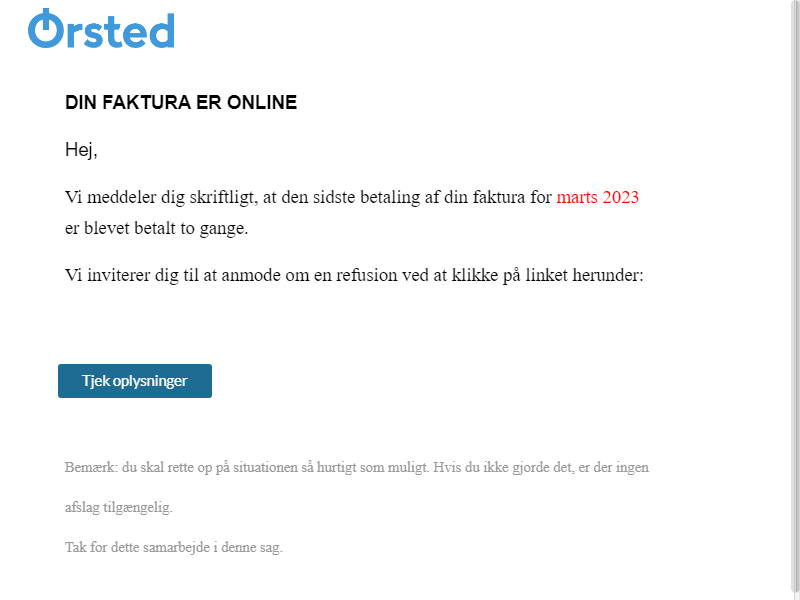 Ørsted
DIN FAKTURA ER ONLINE
Hej,
Vi meddeler dig skriftligt, at den sidste betaling af din faktura for marts 2023
er blevet betalt to gange.
Vi inviterer dig til at anmode om en refusion ved at klikke på linket herunder:
Tjek oplysninger
Bemærk: du skal rette op på situationen så hurtigt som muligt. Hvis du ikke gjorde det, er der ingen
afslag tilgængelig.
Tak for dette samarbejde i denne sag.